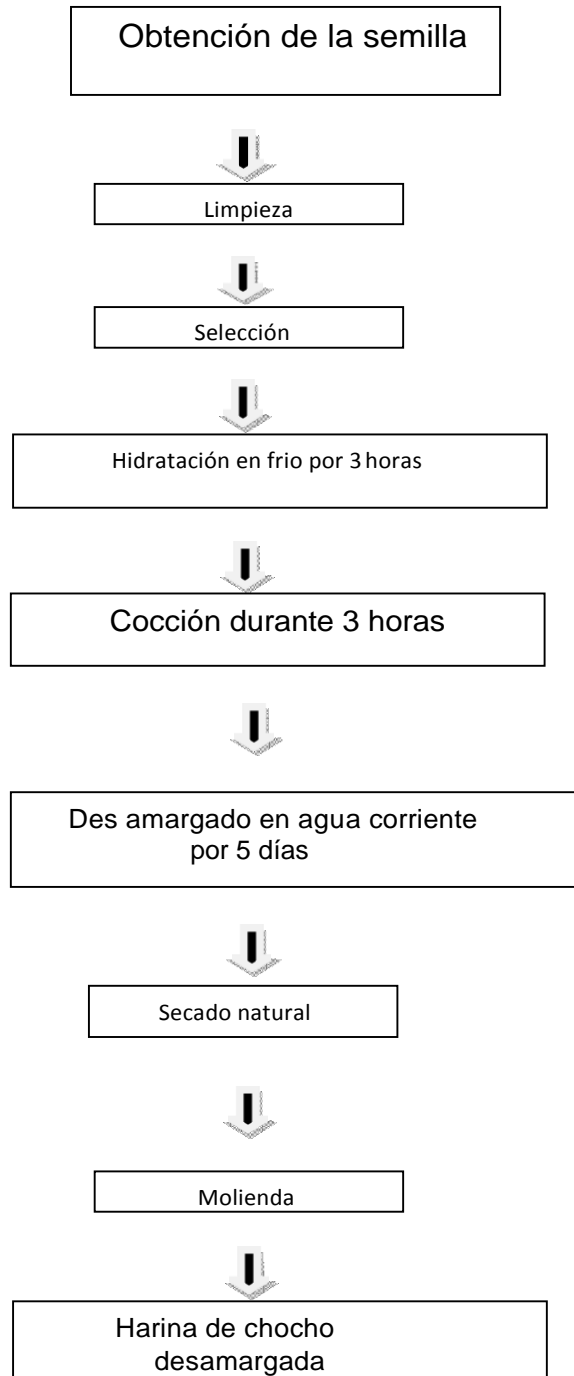 Obtención de la semilla
Limpieza
Selección
Hidratación en frio por 3 horas
Cocción durante 3 horas
Des amargado en agua corriente
por 5 días
Secado natural
Molienda
Harina de chocho
desamargada